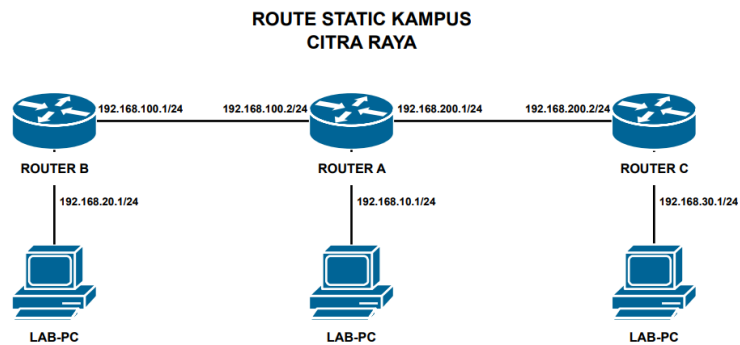 ROUTE STATIC KAMPUS
CITRA RAYA
192.168.100.1/24
192.168.100.2/24
192.168.200.1/24
192.168.200.2/24
ROUTER B
ROUTER A
ROUTER C
192.168.20.1/24
192.168.10.1/24
192.168.30.1/24
LAB-PC
LAB-PC
LAB-PC